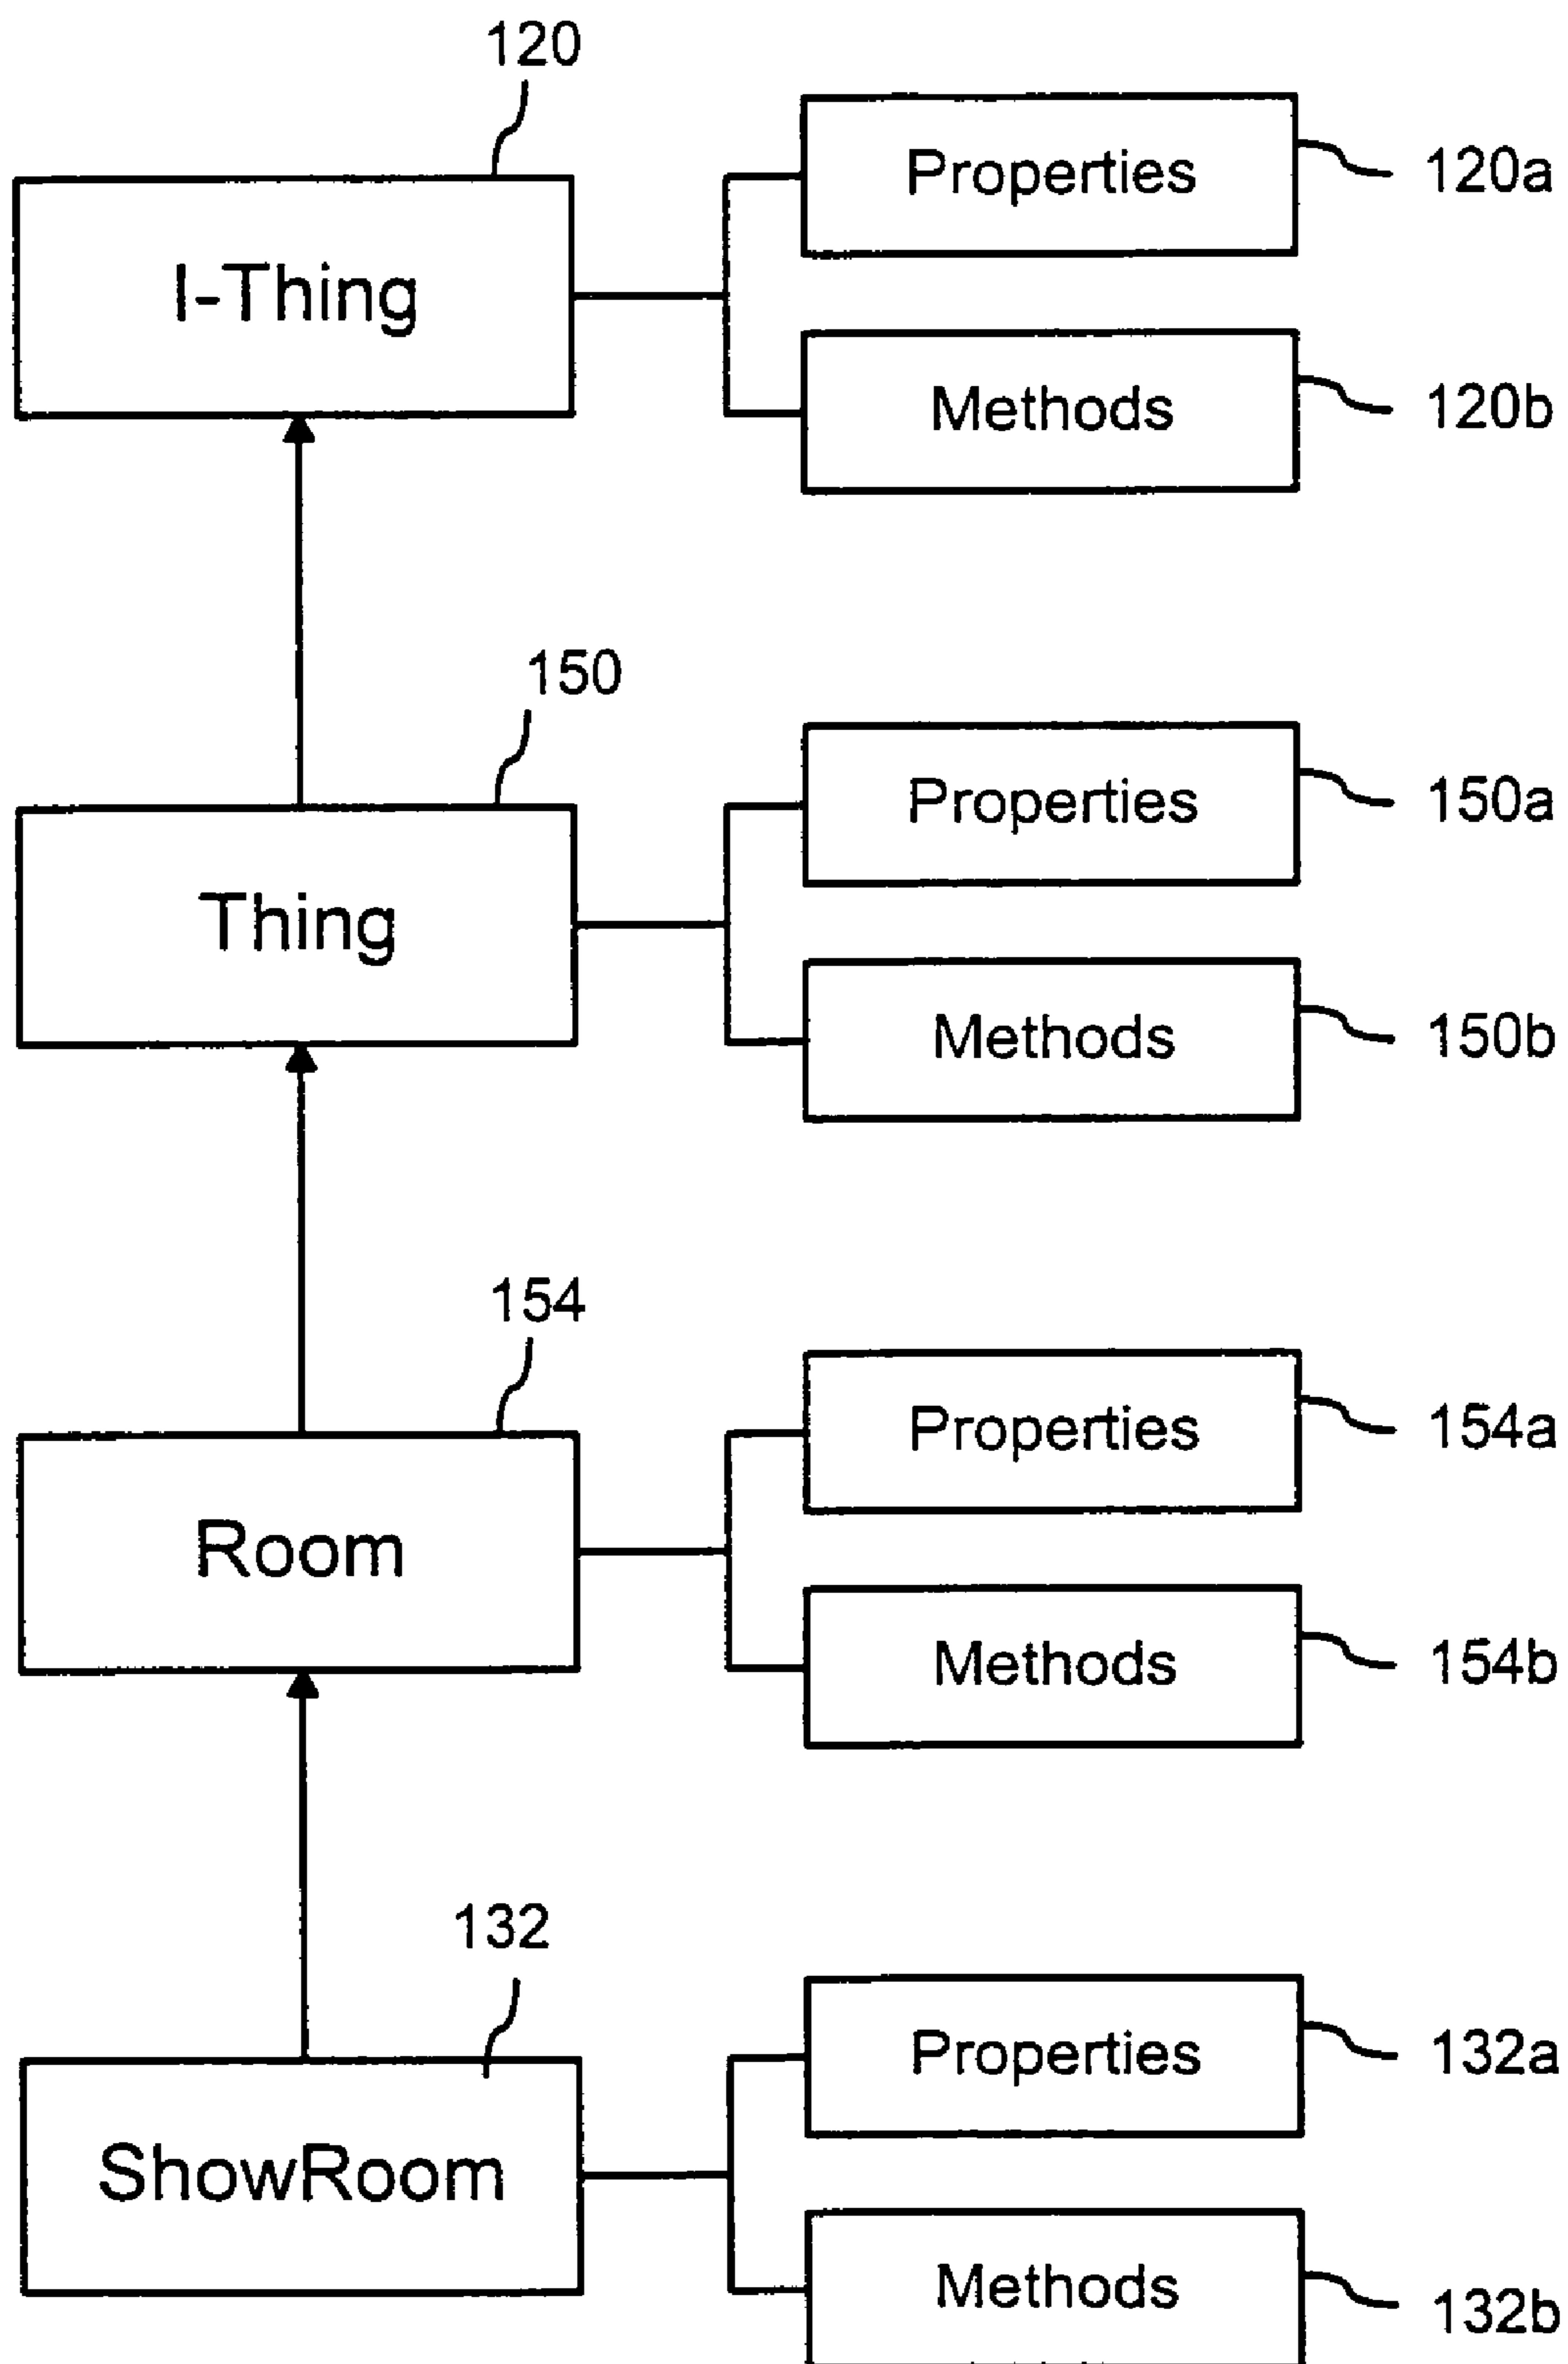 120
Properties
120a
I-Thing
Methods
120b
150
Properties
150a
Thing
Methods
150b
154
Properties
154a
Room
Methods
154b
132
Properties
132a
ShowRoom
Methods
132b